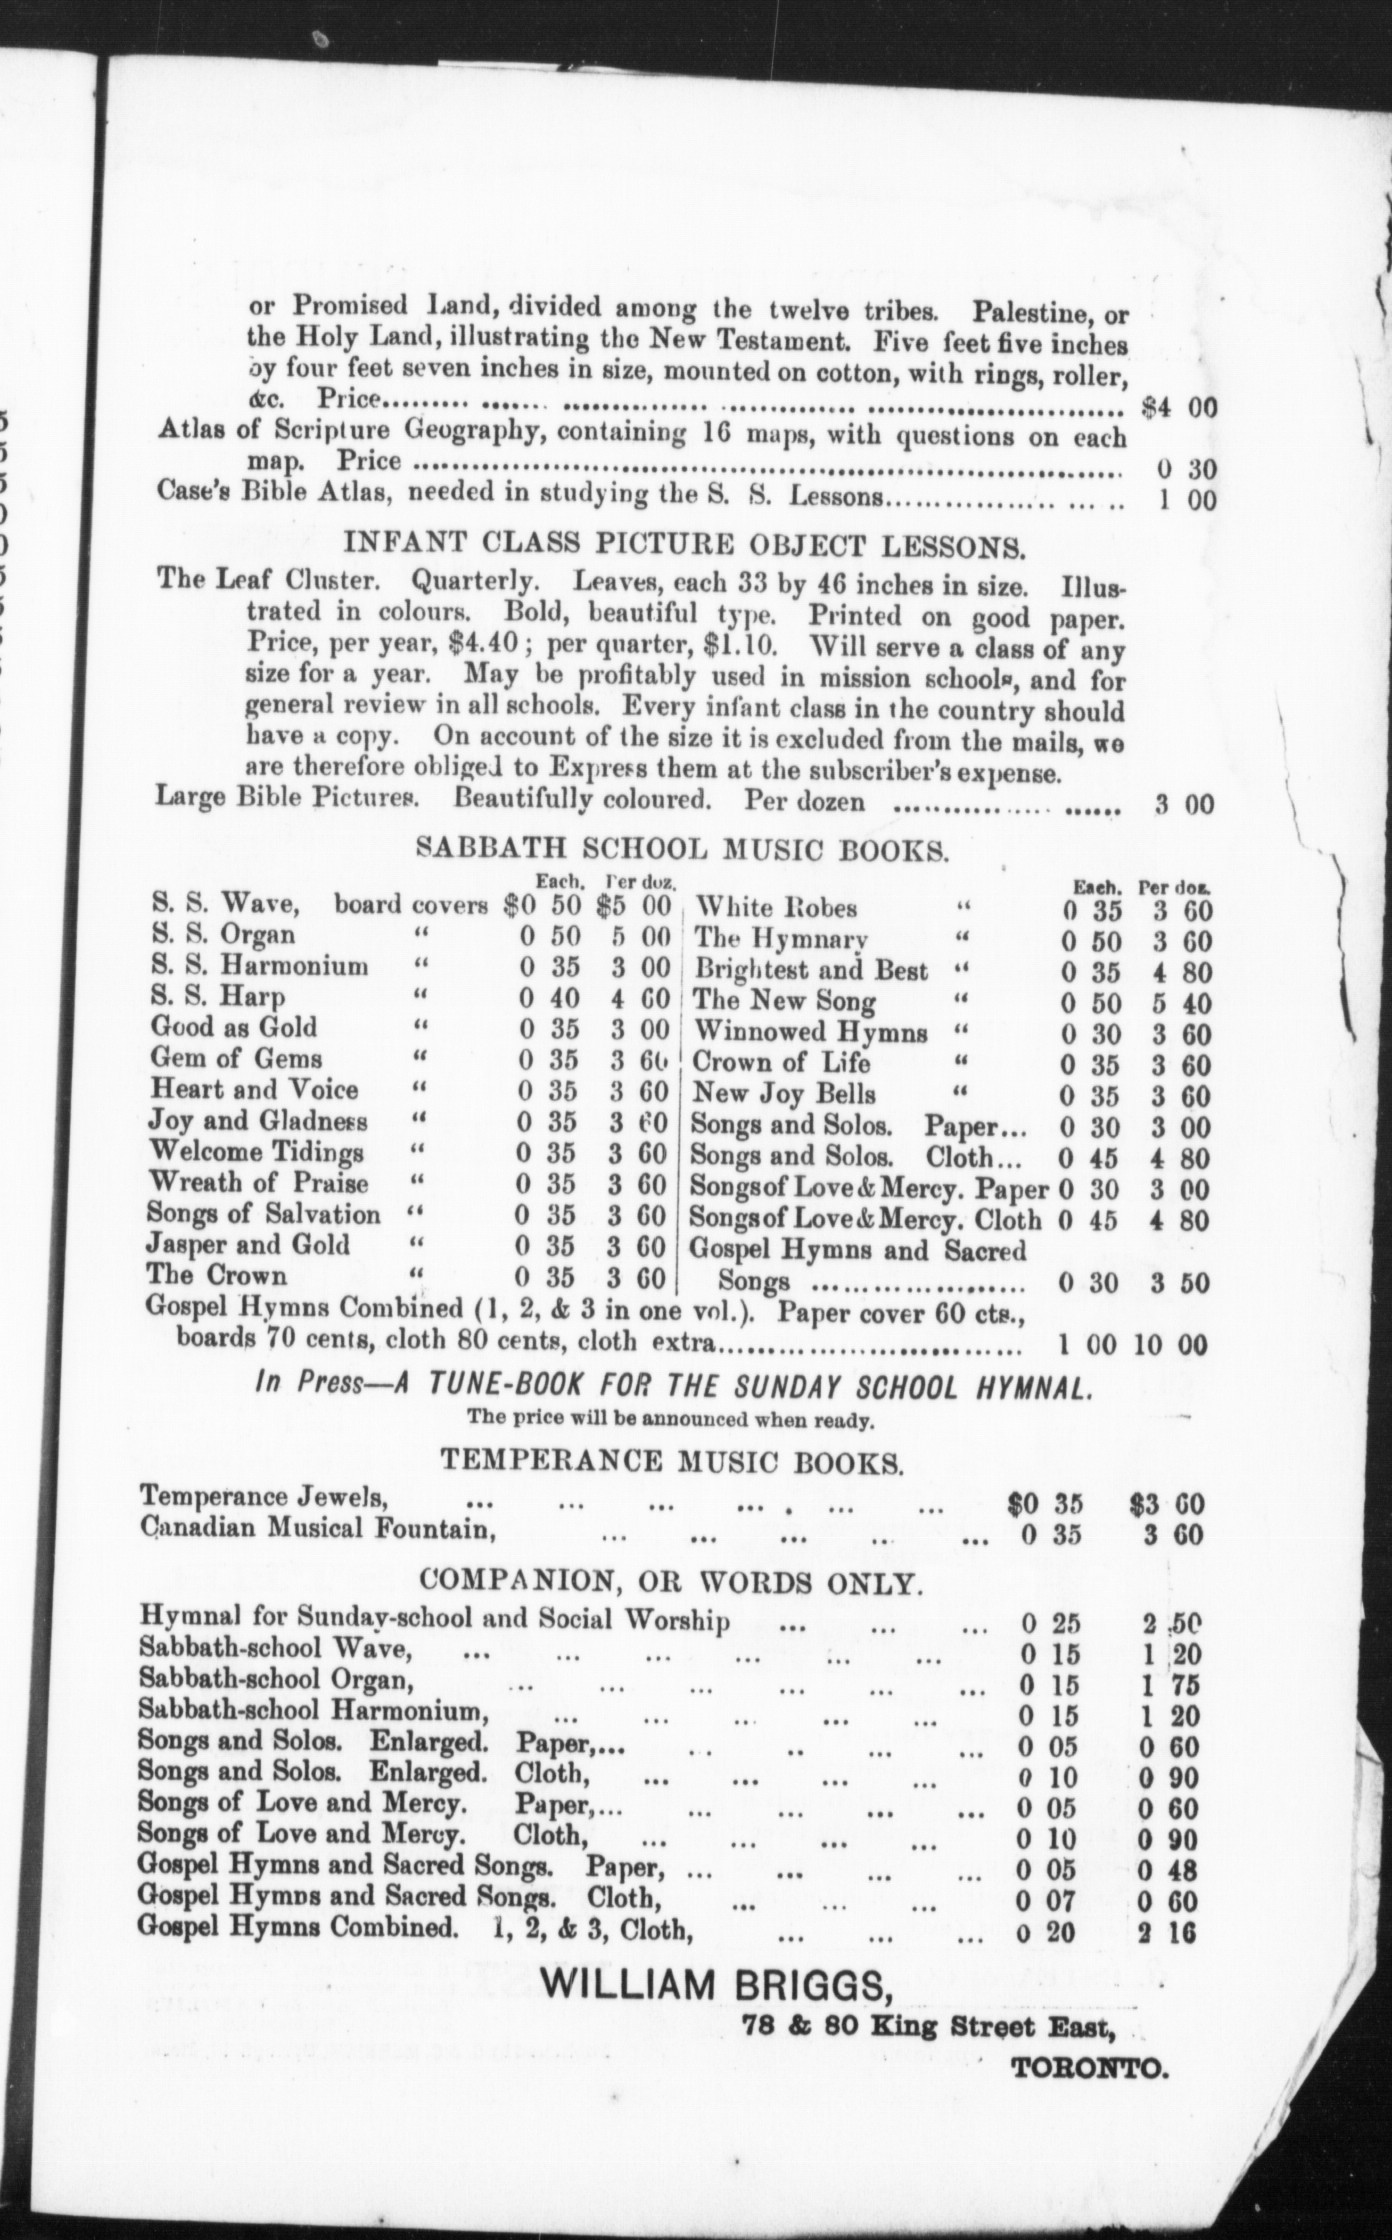 or Promised Land, divided among the twelve tribes. Palestine, or
the Holy Land, illustrating the New Testament. Five feet five inches
by four feet seven inches in size, mounted on cotton, with rings, roller,
&c. Price........ ....... ............... .............. ........................... $4 00
Atlas of Scripture Geography, containing 16 maps, with questions on each
map. Price ........................................................................ 0 30
Case's Bible Atlas, needed in studying the S. S. Lessons................. ... .. 1 00
INFANT CLASS PICTURE OBJECT LESSONS.
The Leaf Cluster. Quarterly. Leaves, each 33 by 46 inches in size. Illus-
trated in colours. Bold, beautiful type. Printed on good paper.
Price, per year, $4.40; per quarter, $1.10. Will serve a class of any
size for a year. May be profitably used in mission schools, and for
general review in all schools. Every infant class in the country should
have a copy. On account of the size it is excluded from the mails, we
are therefore obliged to Express them at the subscriber's expense.
Large Bible Pictures. Beautifully coloured. Per dozen ................ ...... 3 00
SABBATH SCHOOL MUSIC BOOKS.
Each. Per doz.
S. S. Wave, board covers $0 50 $5 00
S. S. Organ " 0 50 5 00
S. S. Harmonium " 0 35 3 00
S. S. Harp " 0 40 4 60
Good as Gold " 0 35 3 00
Gem of Gems " 0 35 3 60
Heart and Voice " 0 35 3 60
Joy and Gladness " 0 35 3 60
Welcome Tidings " 0 35 3 60
Wreath of Praise " 0 35 3 60
Songs of Salvation " 0 35 3 60
Jasper and Gold " 0 35 3 60
The Crown " 0 35 3 60
Each. Per doz.
White Robes " 0 35 3 60
The Hymnary " 0 50 3 60
Brightest and Best " 0 35 4 80
The New Song " 0 50 5 40
Winnowed Hymns " 0 30 3 60
Crown of Life " 0 35 3 60
New Joy Bells " 0 35 3 60
Songs and Solos. Paper... 0 30 3 00
Songs and Solos. Cloth... 0 45 4 80
Songs of Love & Mercy. Paper 0 30 3 00
Songs of Love & Mercy. Cloth 0 45 4 80
Gospel Hymns and Sacred
Songs ...................... 0 30 3 50
Gospel Hymns Combined (1, 2, & 3 in one vol.). Paper cover 60 cts.,
boards 70 cents, cloth 80 cents, cloth extra............................... 1 00 10 00
In Press—A TUNE-BOOK FOR THE SUNDAY SCHOOL HYMNAL.
The price will be announced when ready.
TEMPERANCE MUSIC BOOKS.
Temperance Jewels, ... ... ... ... ... ... $0 35 $3 60
Canadian Musical Fountain, ... ... ... ... ... 0 35 3 60
COMPANION, OR WORDS ONLY.
Hymnal for Sunday-school and Social Worship ... ... ... 0 25 2 50
Sabbath-school Wave, ... ... ... ... ... ... 0 15 1 20
Sabbath-school Organ, ... ... ... ... ... ... 0 15 1 75
Sabbath-school Harmonium, ... ... ... ... ... 0 15 1 20
Songs and Solos. Enlarged. Paper,... ... ... ... ... 0 05 0 60
Songs and Solos. Enlarged. Cloth, ... ... ... ... 0 10 0 90
Songs of Love and Mercy. Paper,... ... ... ... ... 0 05 0 60
Songs of Love and Mercy. Cloth, ... ... ... ... 0 10 0 90
Gospel Hymns and Sacred Songs. Paper, ... ... ... ... 0 05 0 48
Gospel Hymns and Sacred Songs. Cloth, ... ... ... 0 07 0 60
Gospel Hymns Combined. 1, 2, & 3, Cloth, ... ... ... 0 20 2 16
WILLIAM BRIGGS,
78 & 80 King Street East,
TORONTO.